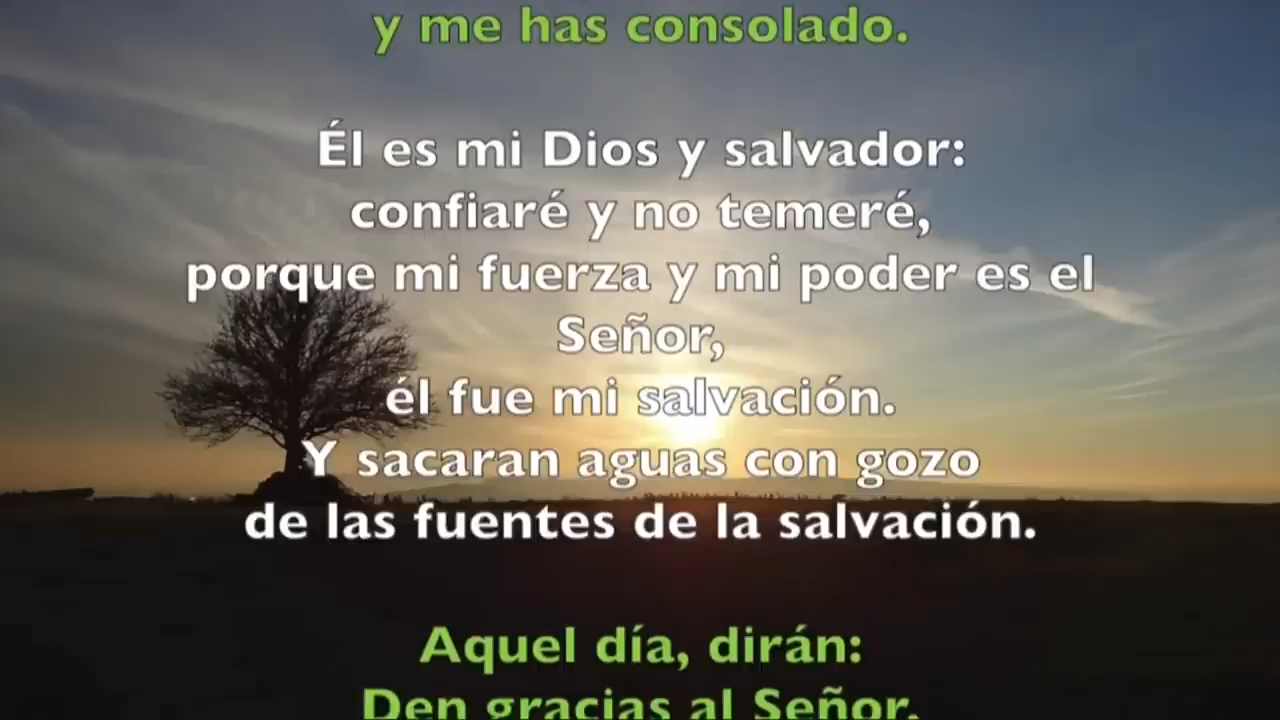 y me has consolado.
Él es mi Dios y salvador:
confiaré y no temeré,
porque mi fuerza y mi poder es el
Señor,
él fue mi salvación.
Y sacaran aguas con gozo
de las fuentes de la salvación.
Aquel día, dirán:
Den gracias al Señor,